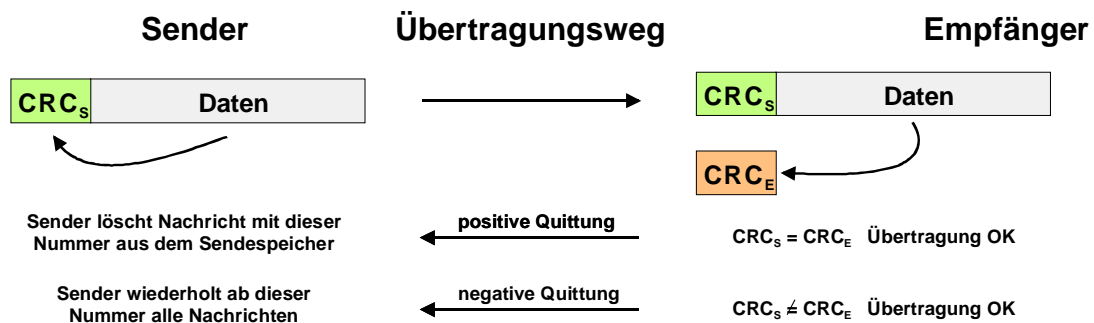 Sender Übertragungsweg Empfänger
CRCS Daten CRCS Daten
CRCE
Sender löscht Nachricht mit dieser
Nummer aus dem Sendespeicher
positive Quittung
CRCS = CRCE Übertragung OK
Sender wiederholt ab dieser
Nummer alle Nachrichten
negative Quittung
CRCS ≠ CRCE Übertragung OK